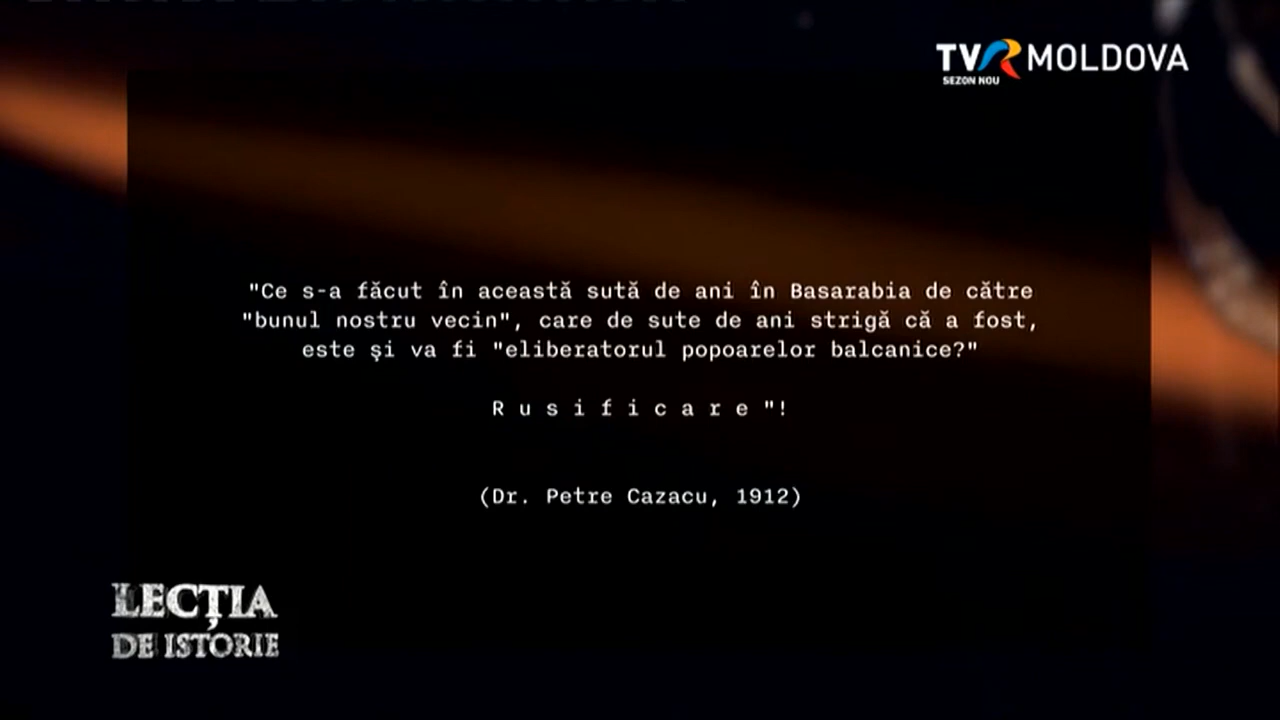 TVR MOLDOVA
SEZON NOU
"Ce s-a făcut în această sută de ani în Basarabia de către
"bunul nostru vecin", care de sute de ani strigă că a fost,
este și va fi "eliberatorul popoarelor balcanice?"
R u s i f i c a r e "!
(Dr. Petre Cazacu, 1912)
LECȚIA
DE ISTORIE